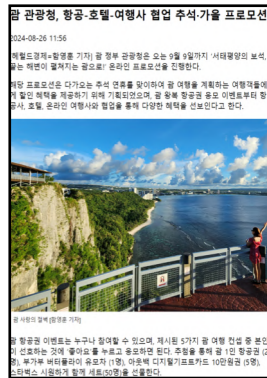 괌 관광청, 항공-호텔-여행사 협업 추석·가을 프로모션
2024-08-26 11:56
[헤럴드경제=함영훈 기자] 괌 정부 관광청은 오는 9월 9일까지 ‘서태평양의 보석,
끓는 해변이 펼쳐지는 괌으로!’ 온라인 프로모션을 진행한다.
해당 프로모션은 다가오는 추석 연휴를 맞이하여 괌 여행을 계획하는 여행객들에
게 할인 혜택을 제공하기 위해 기획되었으며, 괌 왕복 항공권 응모 이벤트부터 항
공사, 호텔, 온라인 여행사와 협업을 통해 다양한 혜택을 선보인다고 한다.
괌 사랑의 절벽 [함영훈 기자]
괌 항공권 이벤트는 누구나 참여할 수 있으며, 제시된 5가지 괌 여행 컨셉 중 본인
이 선호하는 것에 ‘좋아요’를 누르고 응모하면 된다. 추첨을 통해 괌 1인 항공권 (2
명), 부가부 버터플라이 유모차 (1명), 아웃백 디지털기프트카드 10만원권 (5명),
스타벅스 시원하게 함께 세트(50명)을 선물한다.